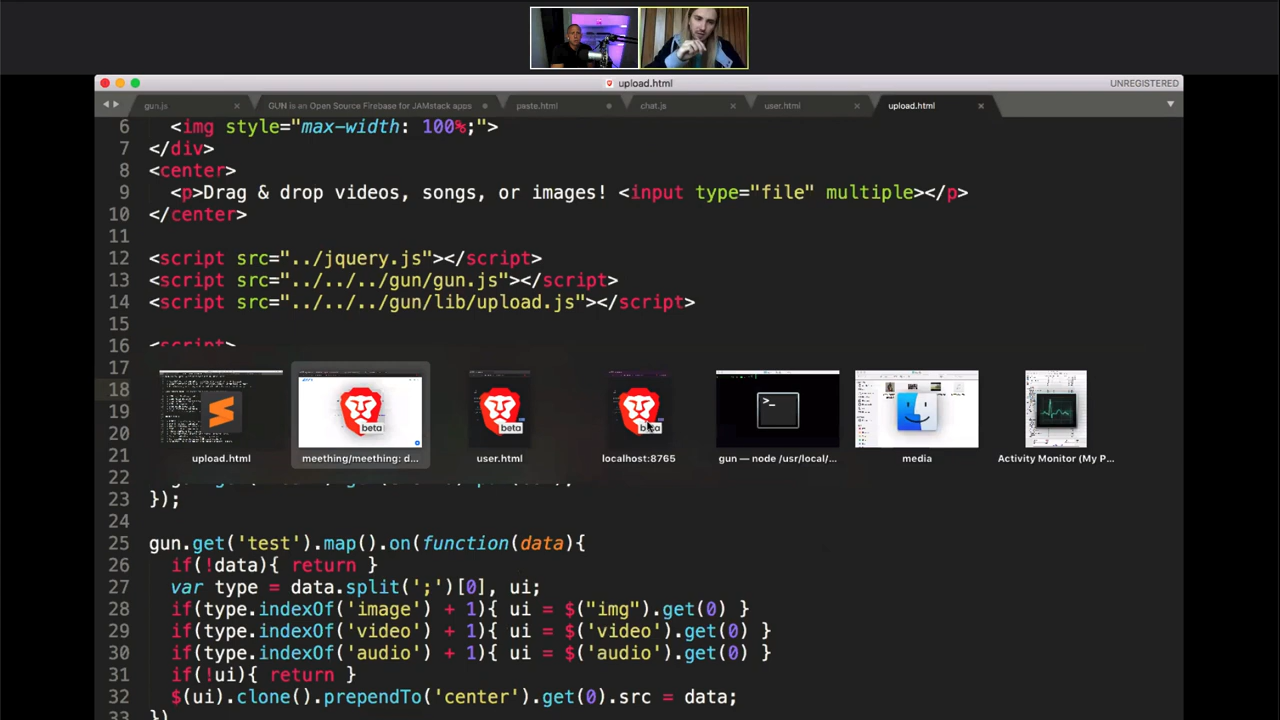 upload.html
UNREGISTERED
gun.js
GUN is an Open Source Firebase for JAMstack apps
paste.html
chat.js
user.html
upload.html
6 <img style="max-width: 100%;">
7 </div>
8 <center>
9 <p>Drag & drop videos, songs, or images! <input type="file" multiple></p>
10 </center>
11
12 <script src="../jquery.js"></script>
13 <script src="../../../gun/gun.js"></script>
14 <script src="../../../gun/lib/upload.js"></script>
15
16 <script>
17
18
19
20
beta
beta
beta
>_
upload.html
meething/meething: d...
user.html
localhost:8765
gun — node /usr/local/...
media
Activity Monitor (My P...
22
23 });
24
25 gun.get('test').map().on(function(data){
26 if(!data){ return }
27 var type = data.split(';')[0], ui;
28 if(type.indexOf('image') + 1){ ui = $("img").get(0) }
29 if(type.indexOf('video') + 1){ ui = $('video').get(0) }
30 if(type.indexOf('audio') + 1){ ui = $('audio').get(0) }
31 if(!ui){ return }
32 $(ui).clone().prependTo('center').get(0).src = data;
33 })